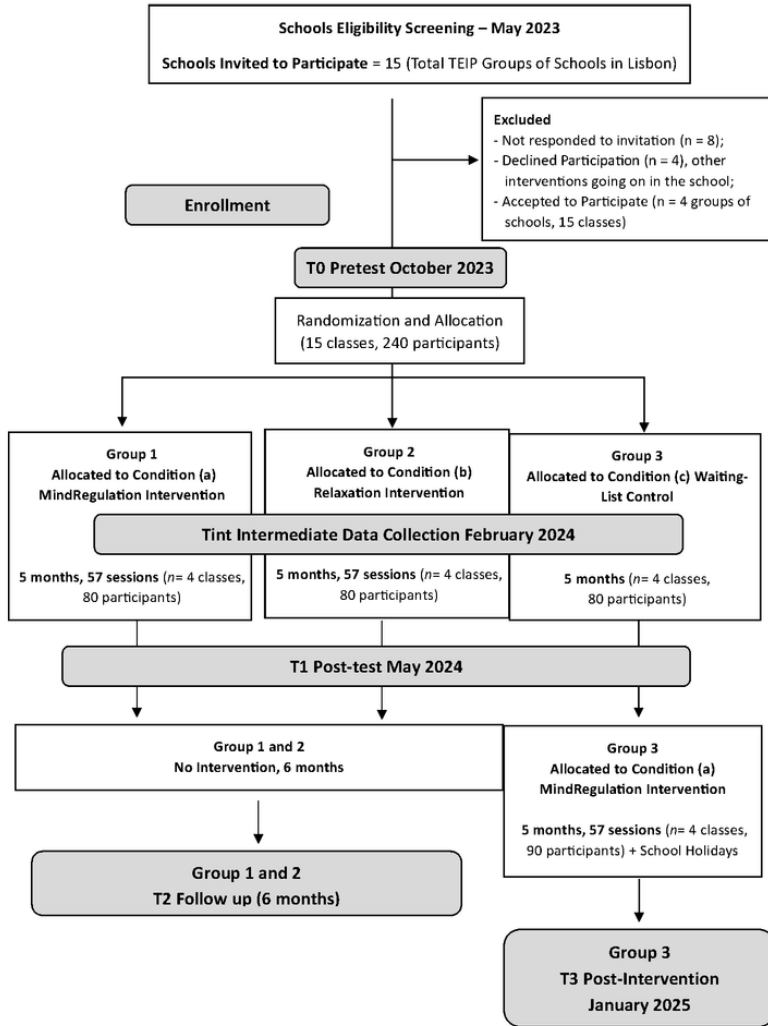 Schools Eligibility Screening – May 2023
Schools Invited to Participate = 15 (Total TEIP Groups of Schools in Lisbon)
Excluded
- Not responded to invitation (n = 8);
- Declined Participation (n = 4), other
interventions going on in the school;
- Accepted to Participate (n = 4 groups of
schools, 15 classes)
Enrollment
T0 Pretest October 2023
Randomization and Allocation
(15 classes, 240 participants)
Group 1
Allocated to Condition (a)
MindRegulation Intervention
Group 2
Allocated to Condition (b)
Relaxation Intervention
Group 3
Allocated to Condition (c) Waiting-
List Control
Tint Intermediate Data Collection February 2024
5 months, 57 sessions (n= 4 classes,
80 participants)
5 months, 57 sessions (n= 4 classes,
80 participants)
5 months (n= 4 classes,
80 participants)
T1 Post-test May 2024
Group 1 and 2
No Intervention, 6 months
Group 3
Allocated to Condition (a)
MindRegulation Intervention
5 months, 57 sessions (n= 4 classes,
90 participants) + School Holidays
Group 1 and 2
T2 Follow up (6 months)
Group 3
T3 Post-Intervention
January 2025